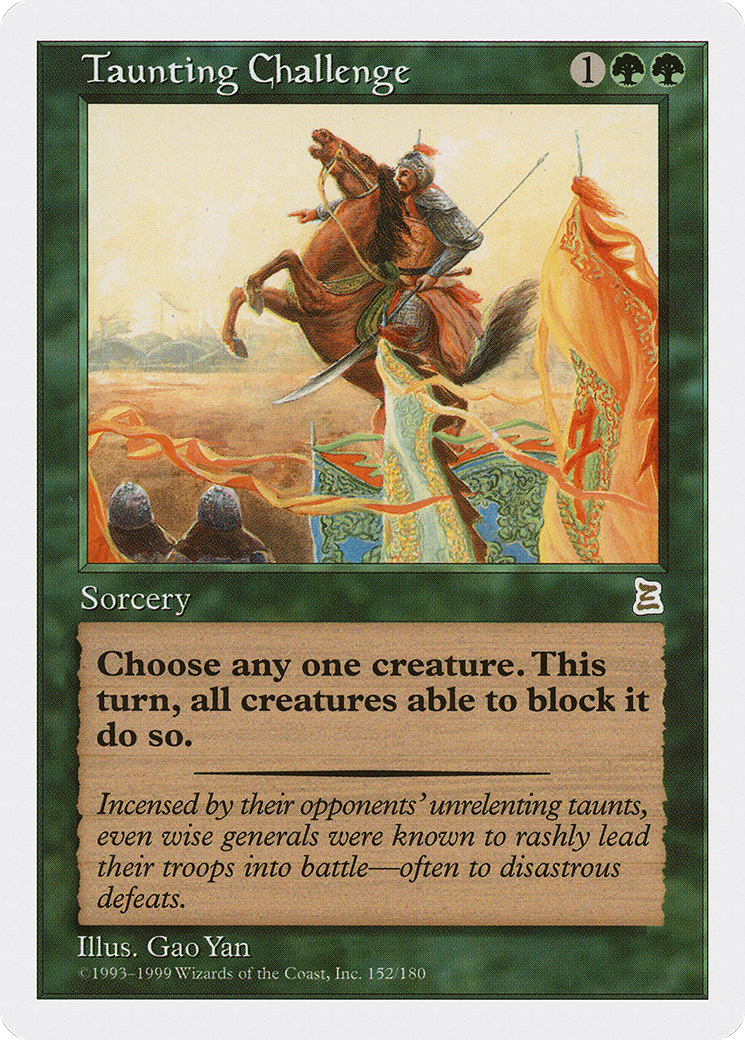 Taunting Challenge 1
Sorcery
Choose any one creature. This
turn, all creatures able to block it
do so.
Incensed by their opponents' unrelenting taunts,
even wise generals were known to rashly lead
their troops into battle—often to disastrous
defeats.
Illus. Gao Yan
©1993–1999 Wizards of the Coast, Inc. 152/180